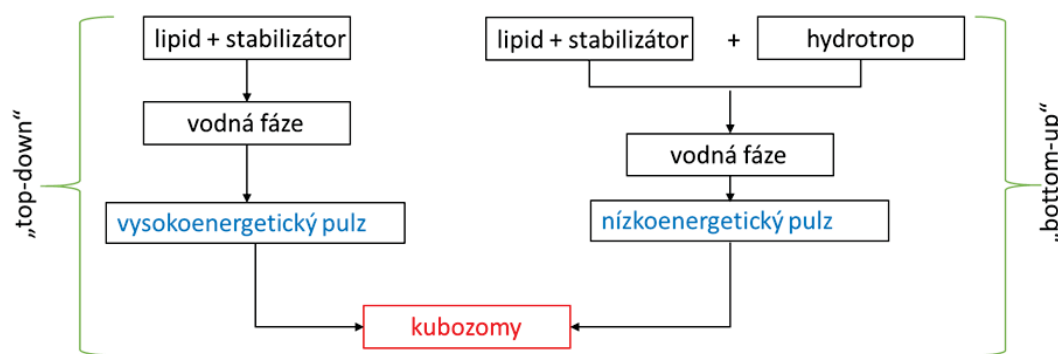 „top-down“
lipid + stabilizátor
vodná fáze
vysokoenergetický pulz
lipid + stabilizátor + hydrotrop
vodná fáze
nízkoenergetický pulz
kubozomy
„bottom-up“